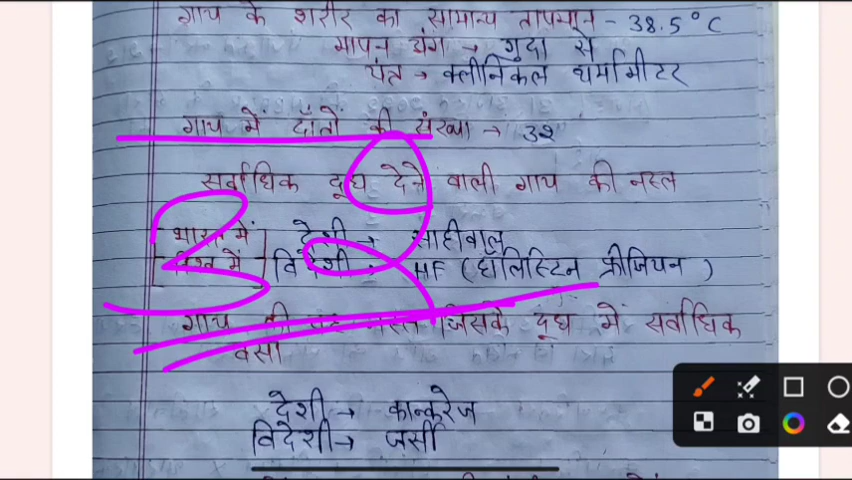 गाय के शरीर का सामान्य तापमान - 38.5°C
मापन अंग → गुदा से
यंत्र → क्लीनिकल थर्मामीटर
गाय में दाँतों की संख्या → 32
सर्वाधिक दूध देने वाली गाय की नस्ल
भारत में देशी → साहीवाल
विश्व में विदेशी → HF (हॉलिस्टिन फ्रीजियन)
गाय की वह नस्ल जिसके दूध में सर्वाधिक
वसा
देशी → कान्करेज
विदेशी → जर्सी